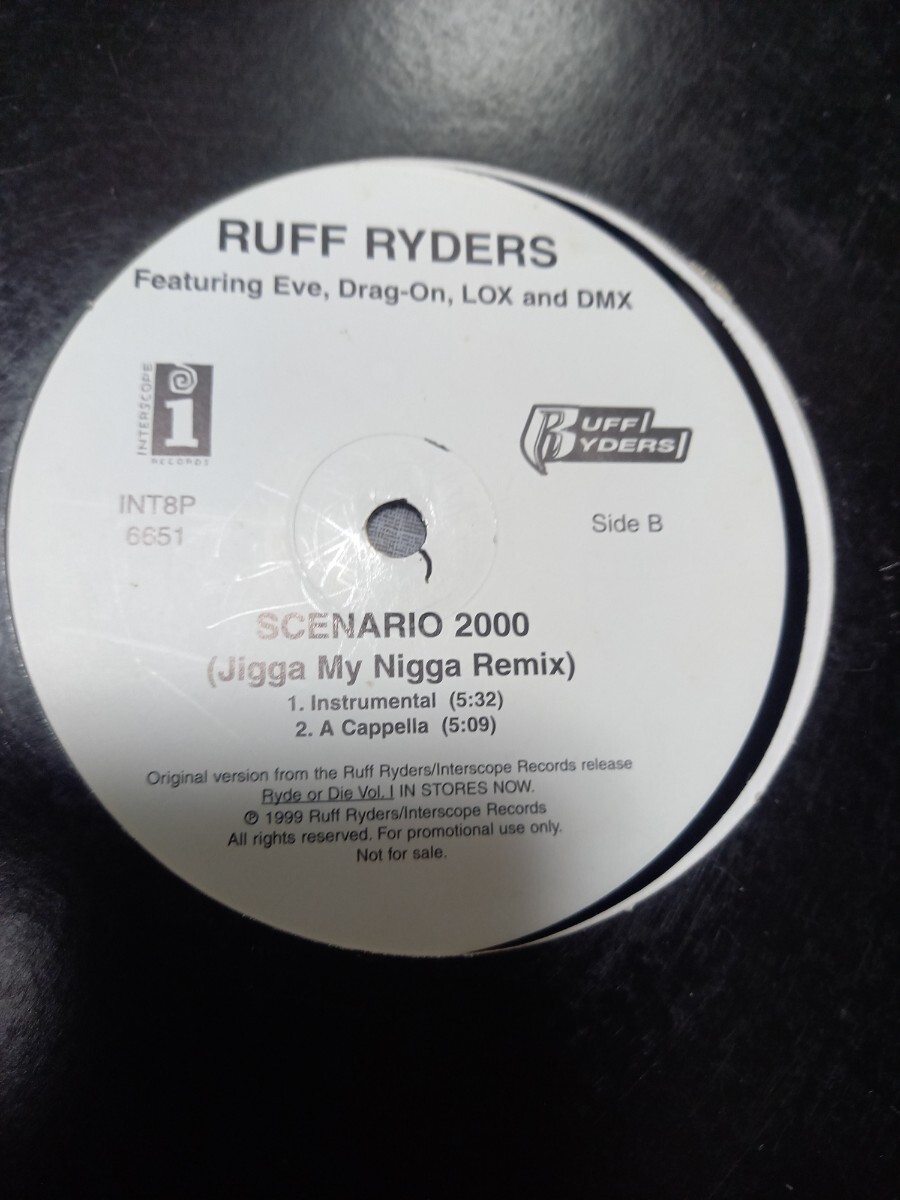 RUFF RYDERS
Featuring Eve, Drag-On, LOX and DMX
INTERSCOPE
i
RECORDS
RUFF
RYDERS
INT8P
6651
Side B
SCENARIO 2000
(Jigga My Nigga Remix)
1. Instrumental (5:32)
2. A Cappella (5:09)
Original version from the Ruff Ryders/Interscope Records release
Ryde or Die Vol. I IN STORES NOW.
℗ 1999 Ruff Ryders/Interscope Records
All rights reserved. For promotional use only.
Not for sale.